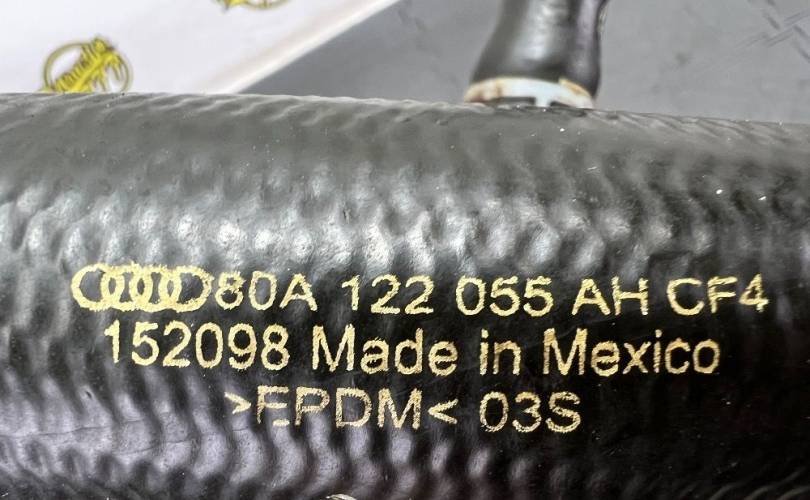 80A 122 055 AH CF4
152098 Made in Mexico
>EPDM< 03S